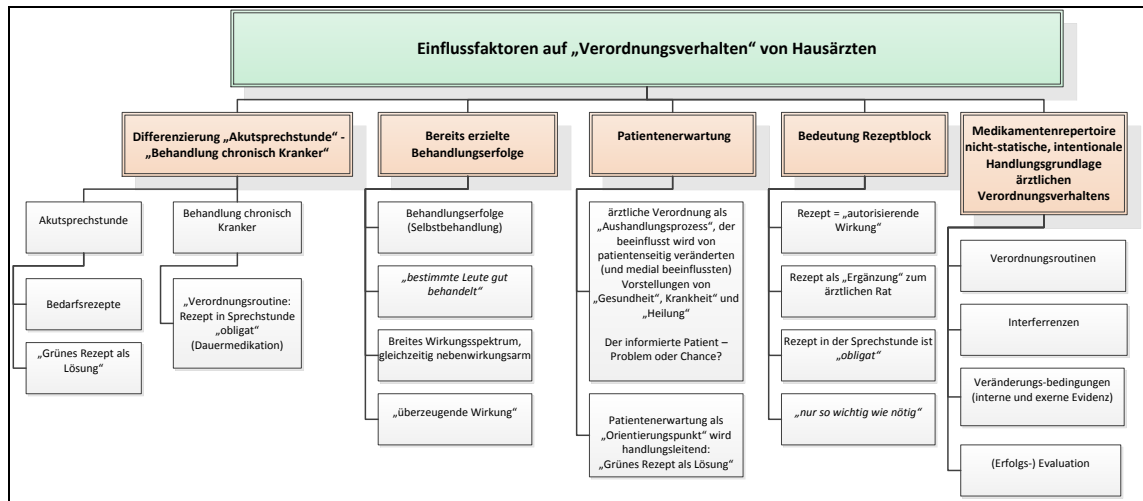 Einflussfaktoren auf „Verordnungsverhalten“ von Hausärzten
Differenzierung „Akutsprechstunde“ -
„Behandlung chronisch Kranker“
Akutsprechstunde
Bedarfsrezepte
„Grünes Rezept als
Lösung“
Behandlung chronisch
Kranker
„Verordnungsroutine:
Rezept in Sprechstunde
„obligat“
(Dauermedikation)
Bereits erzielte
Behandlungserfolge
Behandlungserfolge
(Selbstbehandlung)
„bestimmte Leute gut
behandelt“
Breites Wirkungsspektrum,
gleichzeitig nebenwirkungsarm
„überzeugende Wirkung“
Patientenerwartung
ärztliche Verordnung als
„Aushandlungsprozess“, der
beeinflusst wird von
patientenseitig veränderten
(und medial beeinflussten)
Vorstellungen von
„Gesundheit“, Krankheit“ und
„Heilung“
Der informierte Patient –
Problem oder Chance?
Patientenerwartung als
„Orientierungspunkt“ wird
handlungsleitend:
„Grünes Rezept als Lösung“
Bedeutung Rezeptblock
Rezept = „autorisierende
Wirkung“
Rezept als „Ergänzung“ zum
ärztlichen Rat
Rezept in der Sprechstunde ist
„obligat“
„nur so wichtig wie nötig“
Medikamentenrepertoire
nicht-statische, intentionale
Handlungsgrundlage
ärztlichen
Verordnungsverhaltens
Verordnungsroutinen
Interferrenzen
Veränderungs-bedingungen
(interne und exerne Evidenz)
(Erfolgs-) Evaluation